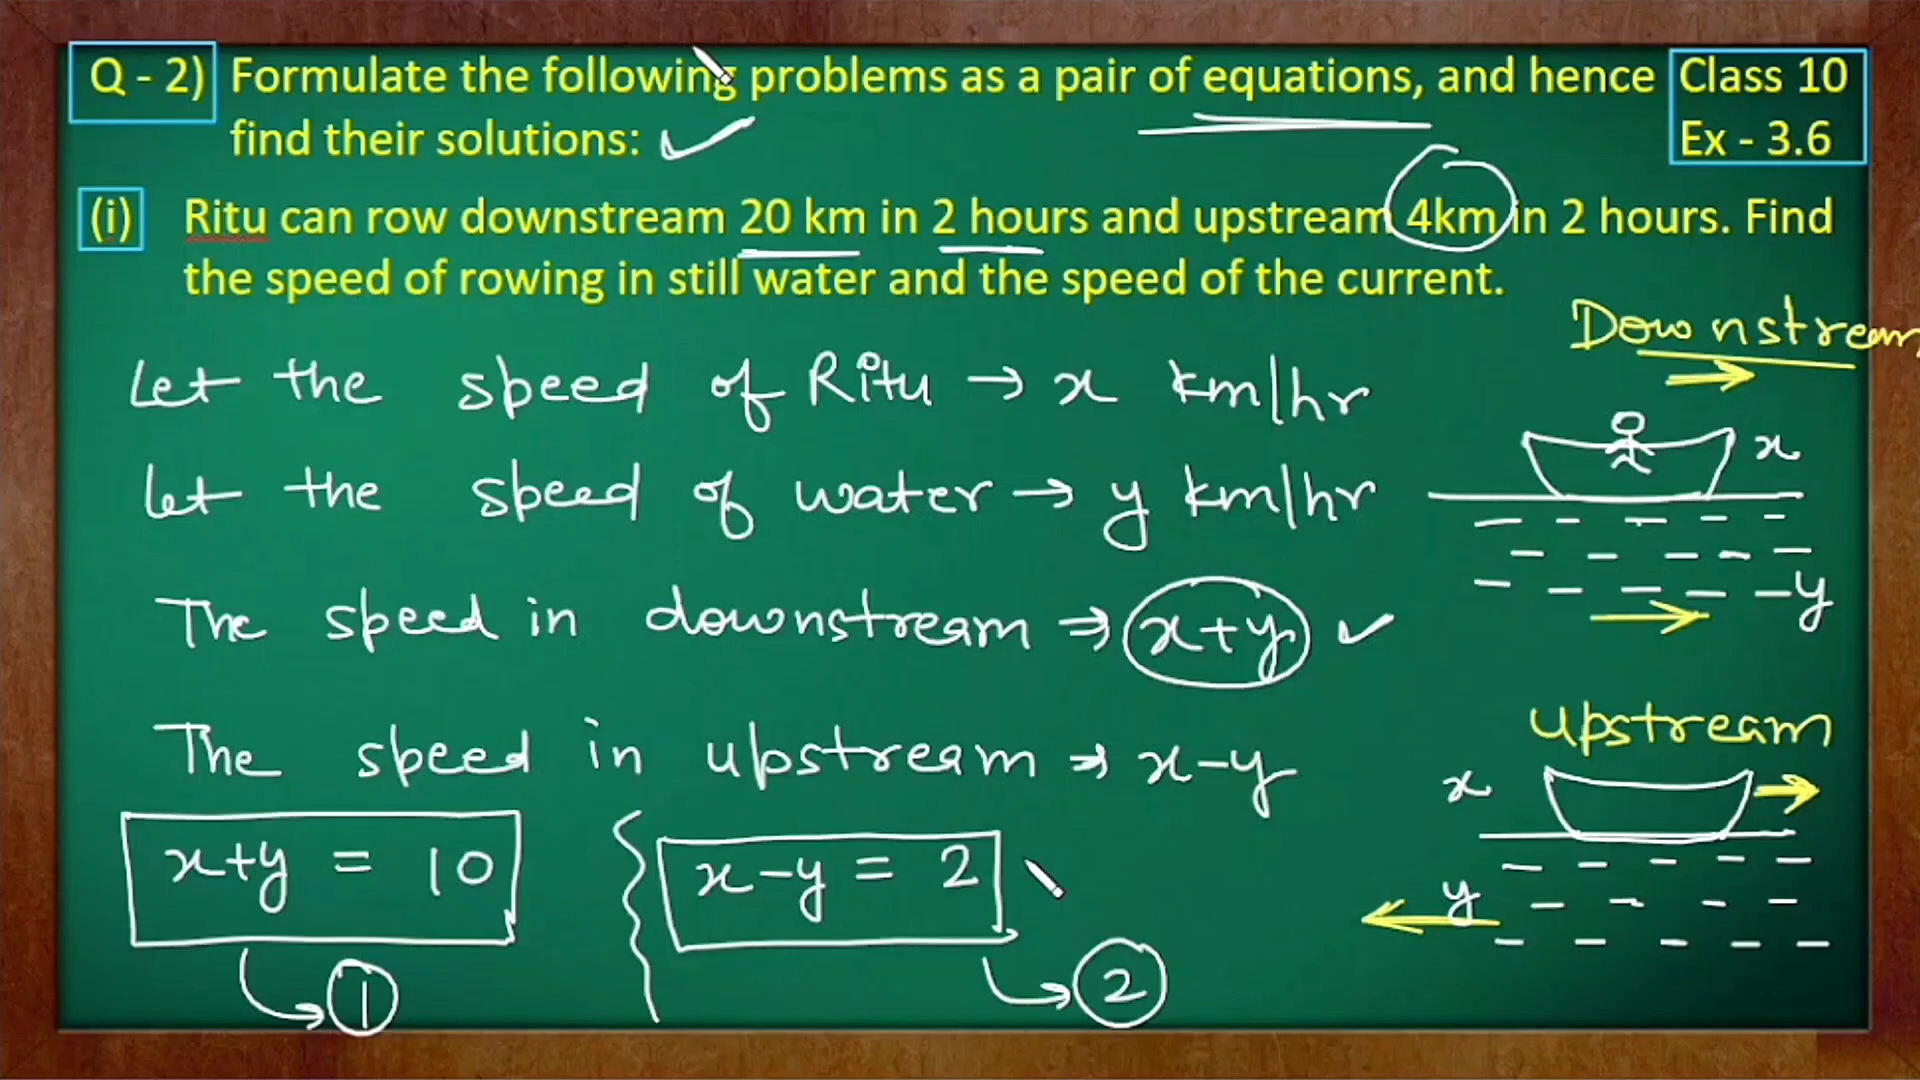 Q - 2) Formulate the following problems as a pair of equations, and hence
find their solutions:
Class 10
Ex - 3.6
(i) Ritu can row downstream 20 km in 2 hours and upstream 4km in 2 hours. Find
the speed of rowing in still water and the speed of the current.
Downstream
Let the speed of Ritu → x km/hr
x
Let the speed of water → y km/hr
y
The speed in downstream ⇒ x+y
Upstream
The speed in upstream ⇒ x-y
x
x+y = 10
x-y = 2
y
1
2